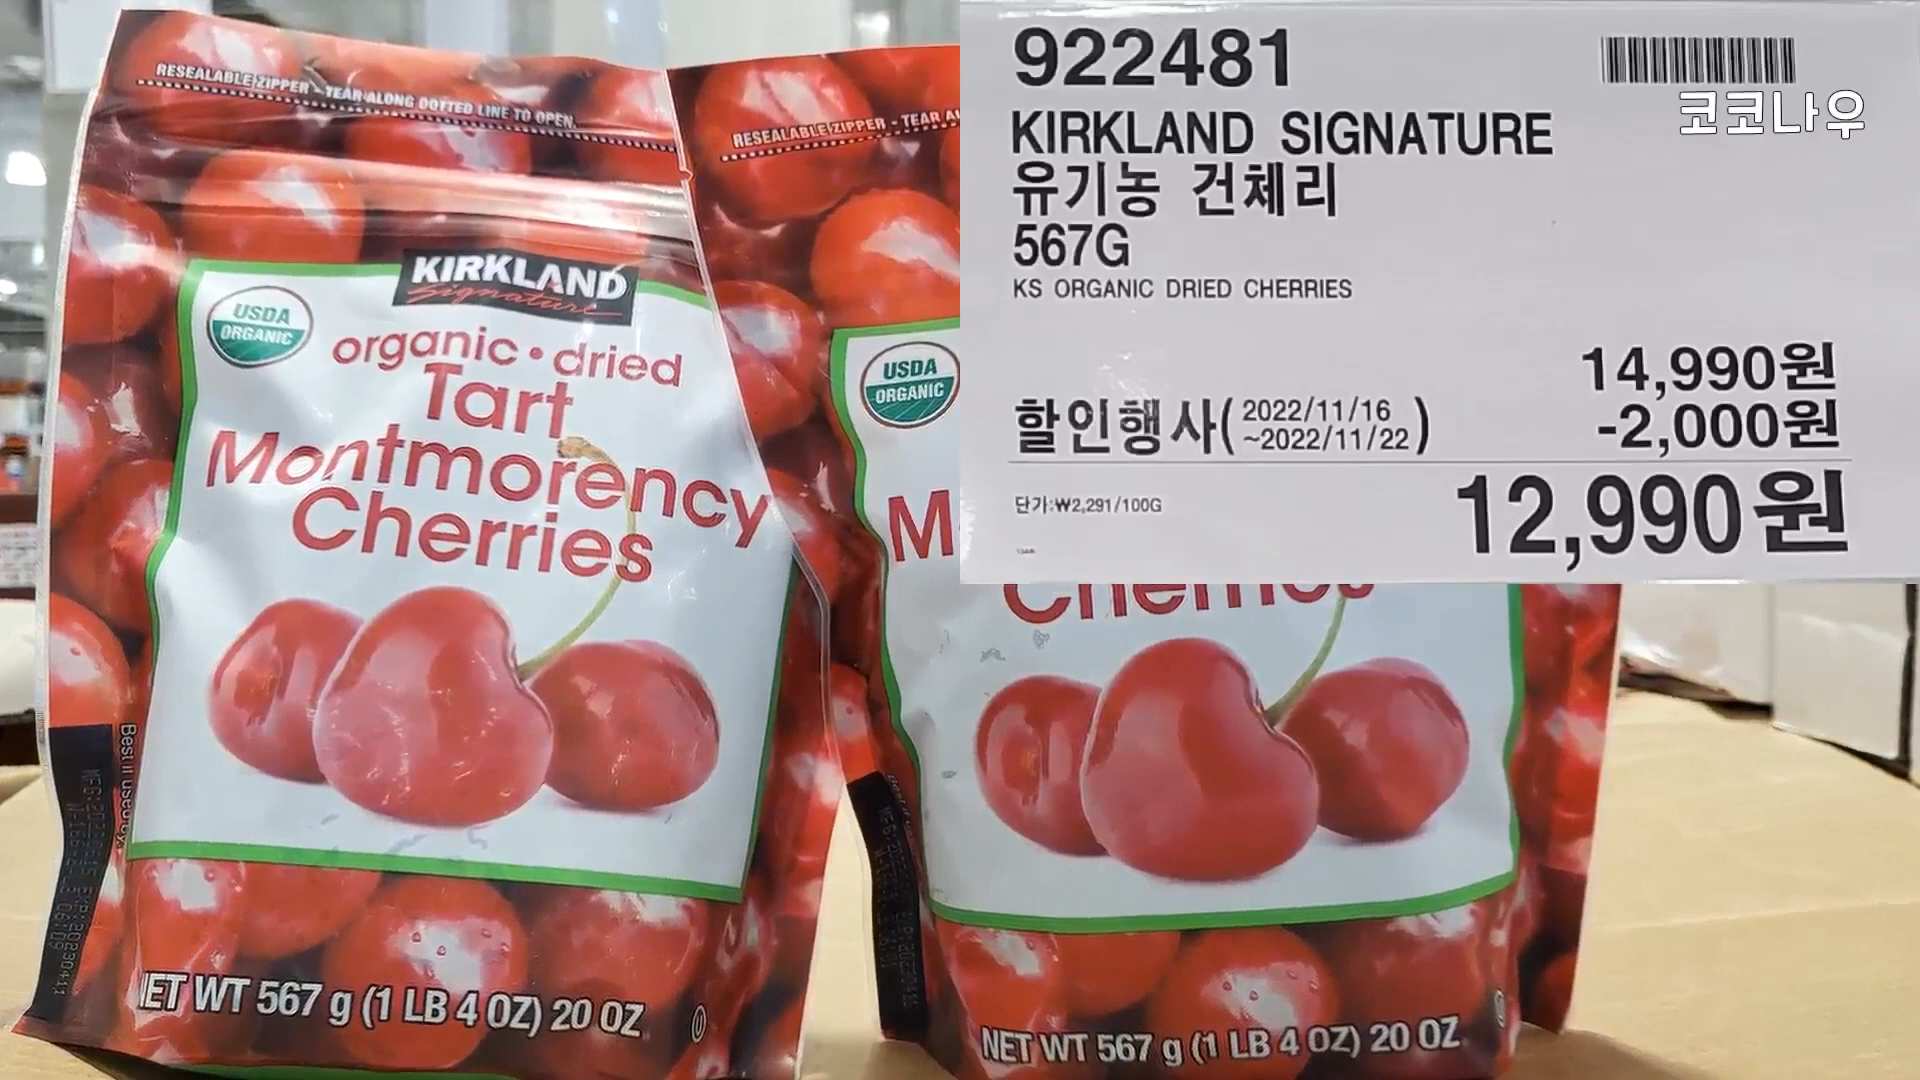 RESEALABLE ZIPPER - TEAR ALONG DOTTED LINE TO OPEN.
KIRKLAND
Signature
USDA
ORGANIC
organic • dried
Tart
Montmorency
Cherries
Best if used by:
NET WT 567 g (1 LB 4 OZ) 20 OZ
RESEALABLE ZIPPER - TEAR
USDA
ORGANIC
M
Cherries
NET WT 567 g (1 LB 4 OZ) 20 OZ
922481
코코나우
KIRKLAND SIGNATURE
유기농 건체리
567G
KS ORGANIC DRIED CHERRIES
14,990원
할인행사( 2022/11/16 ~2022/11/22 ) -2,000원
단가:₩2,291/100G
12,990원